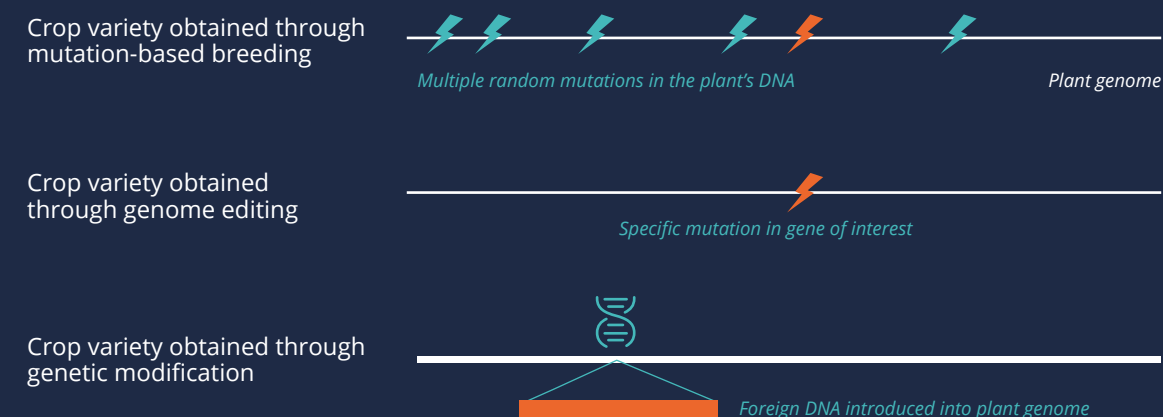 Crop variety obtained through
mutation-based breeding
Multiple random mutations in the plant's DNA
Plant genome
Crop variety obtained
through genome editing
Specific mutation in gene of interest
Crop variety obtained through
genetic modification
Foreign DNA introduced into plant genome